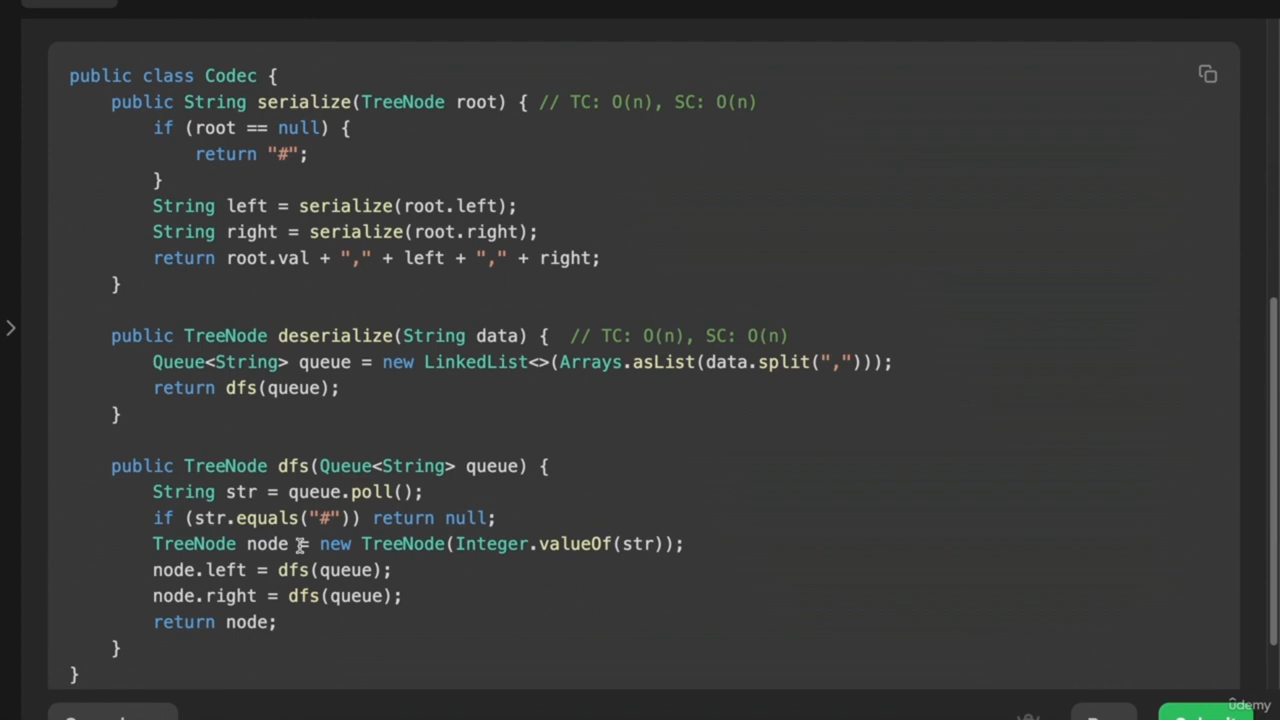 public class Codec {
    public String serialize(TreeNode root) { // TC: O(n), SC: O(n)
        if (root == null) {
            return "#";
        }
        String left = serialize(root.left);
        String right = serialize(root.right);
        return root.val + "," + left + "," + right;
    }

    public TreeNode deserialize(String data) {  // TC: O(n), SC: O(n)
        Queue<String> queue = new LinkedList<>(Arrays.asList(data.split(",")));
        return dfs(queue);
    }

    public TreeNode dfs(Queue<String> queue) {
        String str = queue.poll();
        if (str.equals("#")) return null;
        TreeNode node = new TreeNode(Integer.valueOf(str));
        node.left = dfs(queue);
        node.right = dfs(queue);
        return node;
    }
}
ûdemy